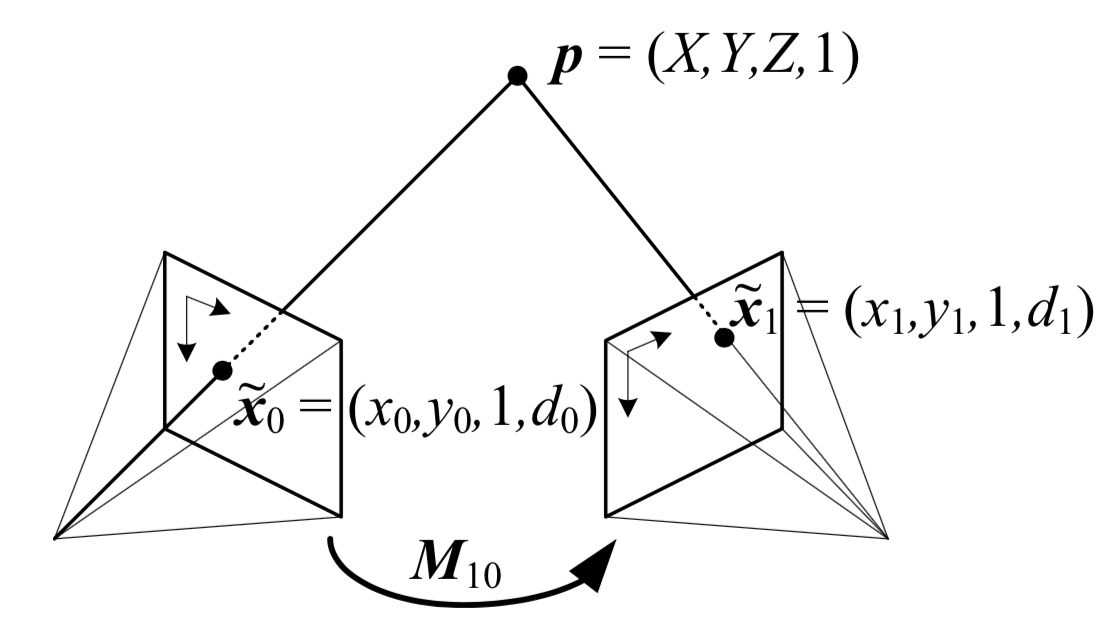 p = (X,Y,Z,1)
x̃₁ = (x₁,y₁,1,d₁)
x̃₀ = (x₀,y₀,1,d₀)
M₁₀